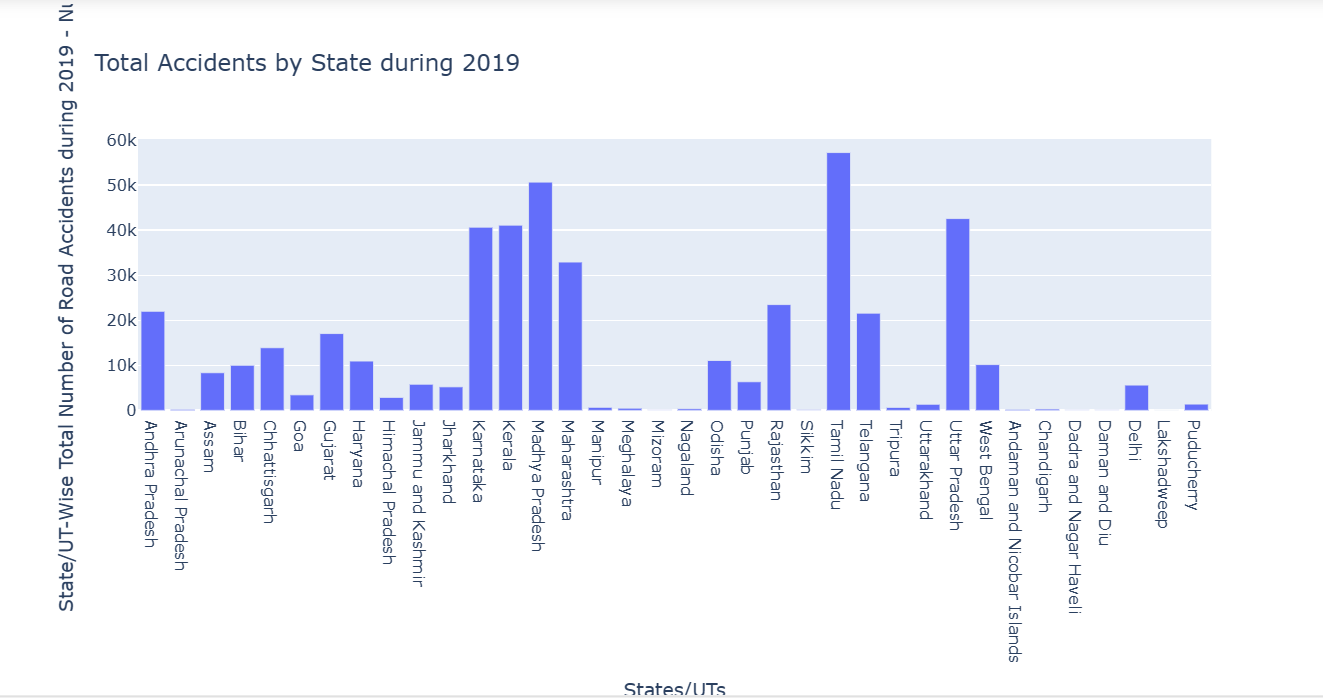 Total Accidents by State during 2019
State/UT-Wise Total Number of Road Accidents during 2019 -
60k
50k
40k
30k
20k
10k
0
Andhra Pradesh
Arunachal Pradesh
Assam
Bihar
Chhattisgarh
Goa
Gujarat
Haryana
Himachal Pradesh
Jammu and Kashmir
Jharkhand
Karnataka
Kerala
Madhya Pradesh
Maharashtra
Manipur
Meghalaya
Mizoram
Nagaland
Odisha
Punjab
Rajasthan
Sikkim
Tamil Nadu
Telangana
Tripura
Uttarakhand
Uttar Pradesh
West Bengal
Andaman and Nicobar Islands
Chandigarh
Dadra and Nagar Haveli
Daman and Diu
Delhi
Lakshadweep
Puducherry
States/UTs